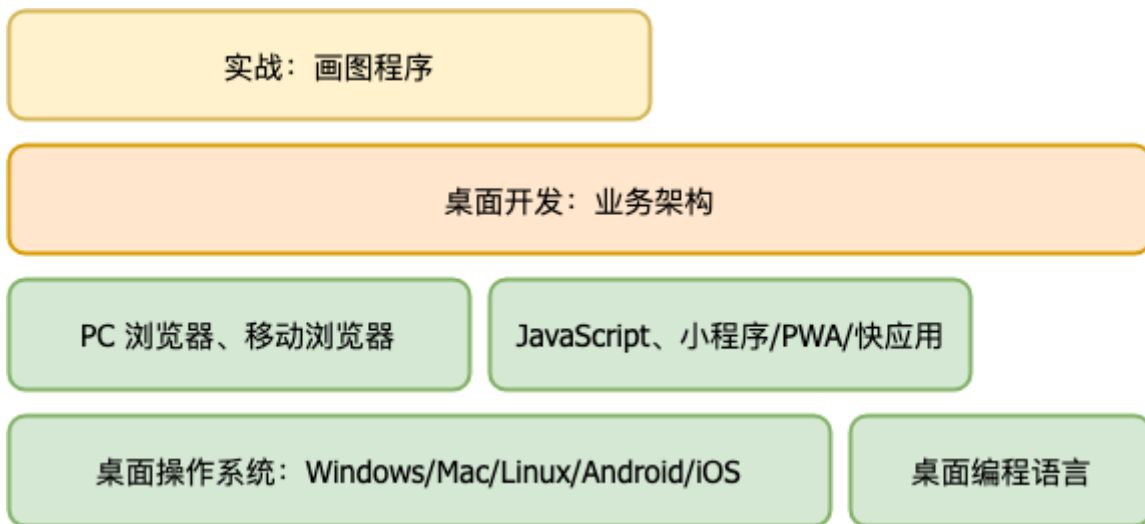 实战：画图程序
桌面开发：业务架构
PC 浏览器、移动浏览器
JavaScript、小程序/PWA/快应用
桌面操作系统：Windows/Mac/Linux/Android/iOS
桌面编程语言